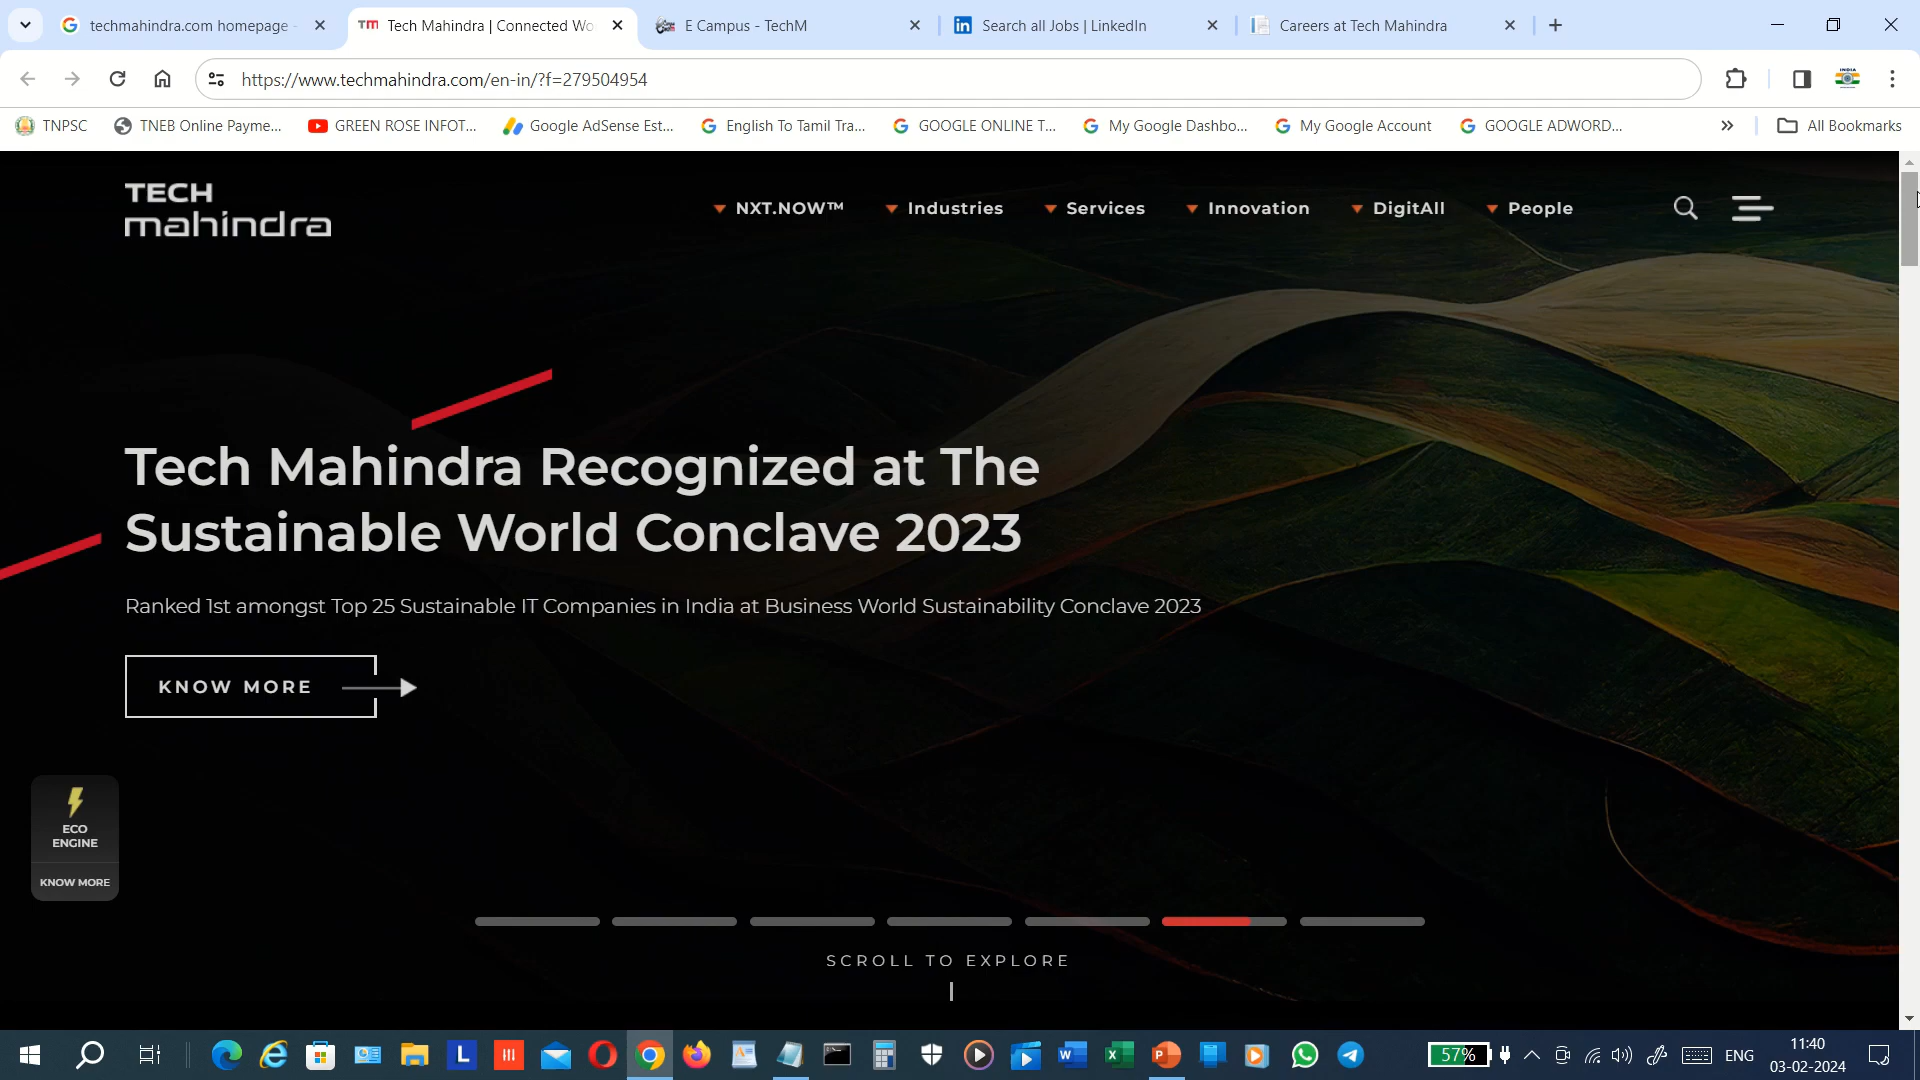 techmahindra.com homepage -
Tech Mahindra | Connected Wo
E Campus - TechM
Search all Jobs | LinkedIn
Careers at Tech Mahindra
https://www.techmahindra.com/en-in/?f=279504954
TNPSC
TNEB Online Payme...
GREEN ROSE INFOT...
Google AdSense Est...
English To Tamil Tra...
GOOGLE ONLINE T...
My Google Dashbo...
My Google Account
GOOGLE ADWORD...
All Bookmarks
TECH
mahindra
NXT.NOW™
Industries
Services
Innovation
DigitAll
People
Tech Mahindra Recognized at The
Sustainable World Conclave 2023
Ranked 1st amongst Top 25 Sustainable IT Companies in India at Business World Sustainability Conclave 2023
KNOW MORE
ECO
ENGINE
KNOW MORE
SCROLL TO EXPLORE
57%
ENG
11:40
03-02-2024